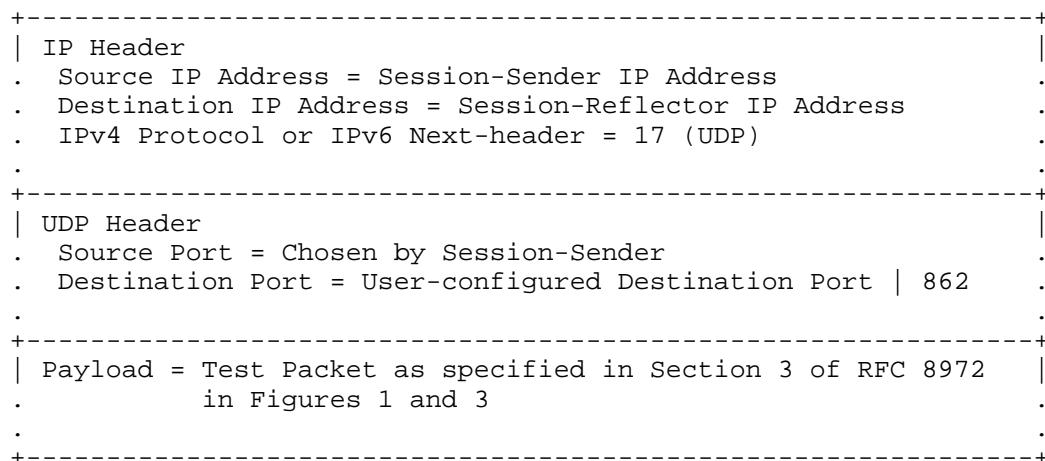 +---------------------------------------------------------------+
| IP Header                                                     |
.  Source IP Address = Session-Sender IP Address                .
.  Destination IP Address = Session-Reflector IP Address        .
.  IPv4 Protocol or IPv6 Next-header = 17 (UDP)                 .
.                                                               .
+---------------------------------------------------------------+
| UDP Header                                                    |
.  Source Port = Chosen by Session-Sender                       .
.  Destination Port = User-configured Destination Port | 862    .
.                                                               .
+---------------------------------------------------------------+
| Payload = Test Packet as specified in Section 3 of RFC 8972   |
.           in Figures 1 and 3                                  .
.                                                               .
+---------------------------------------------------------------+